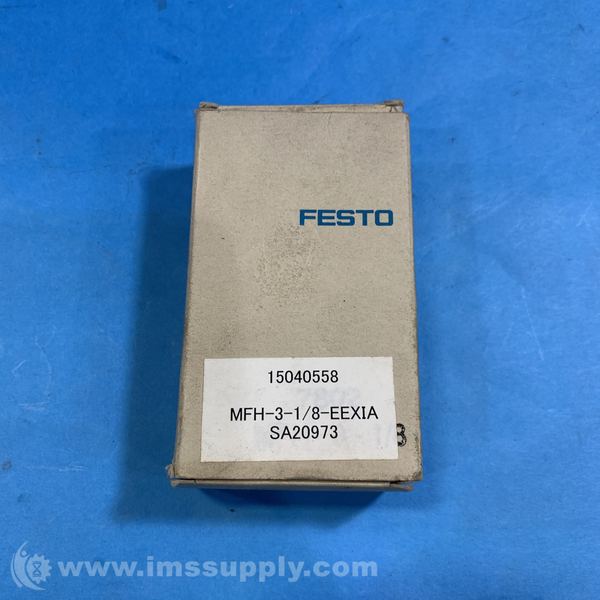 FESTO
15040558
MFH-3-1/8-EEXIA
SA20973
www.imssupply.com